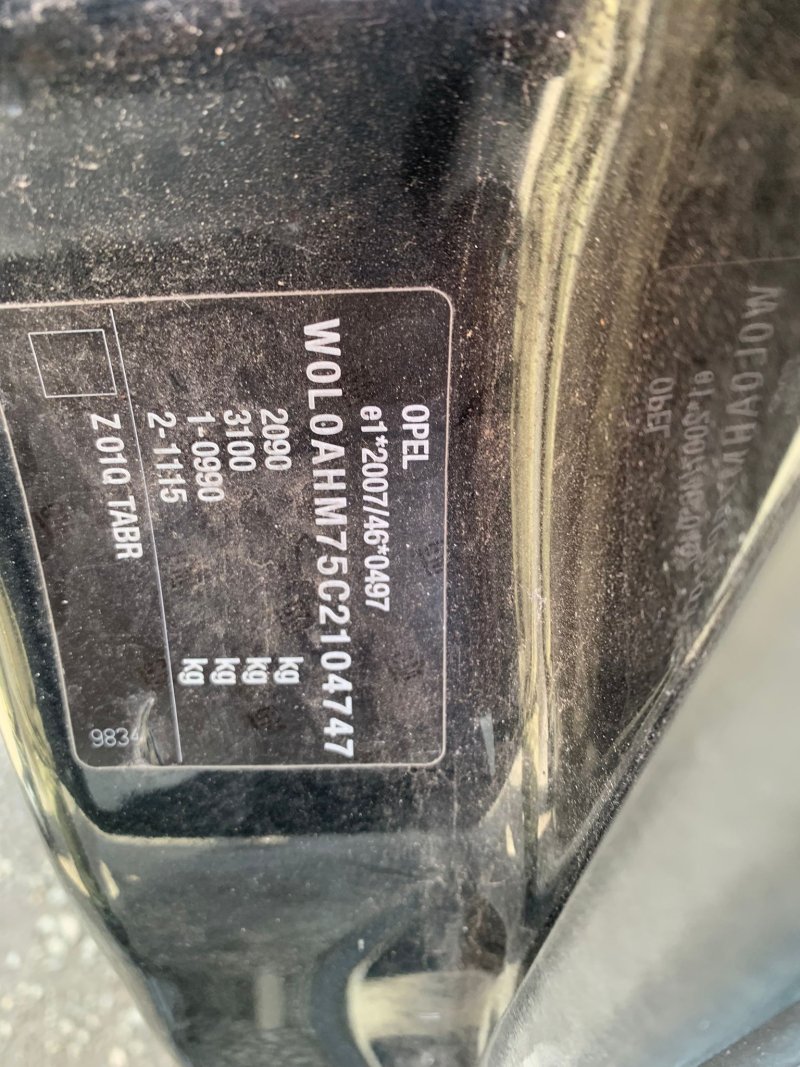 OPEL
e1*2007/46*0497
W0L0AHM75C2104747
2090 kg
3100 kg
1- 0990 kg
2- 1115 kg
Z 01Q TABR
9834